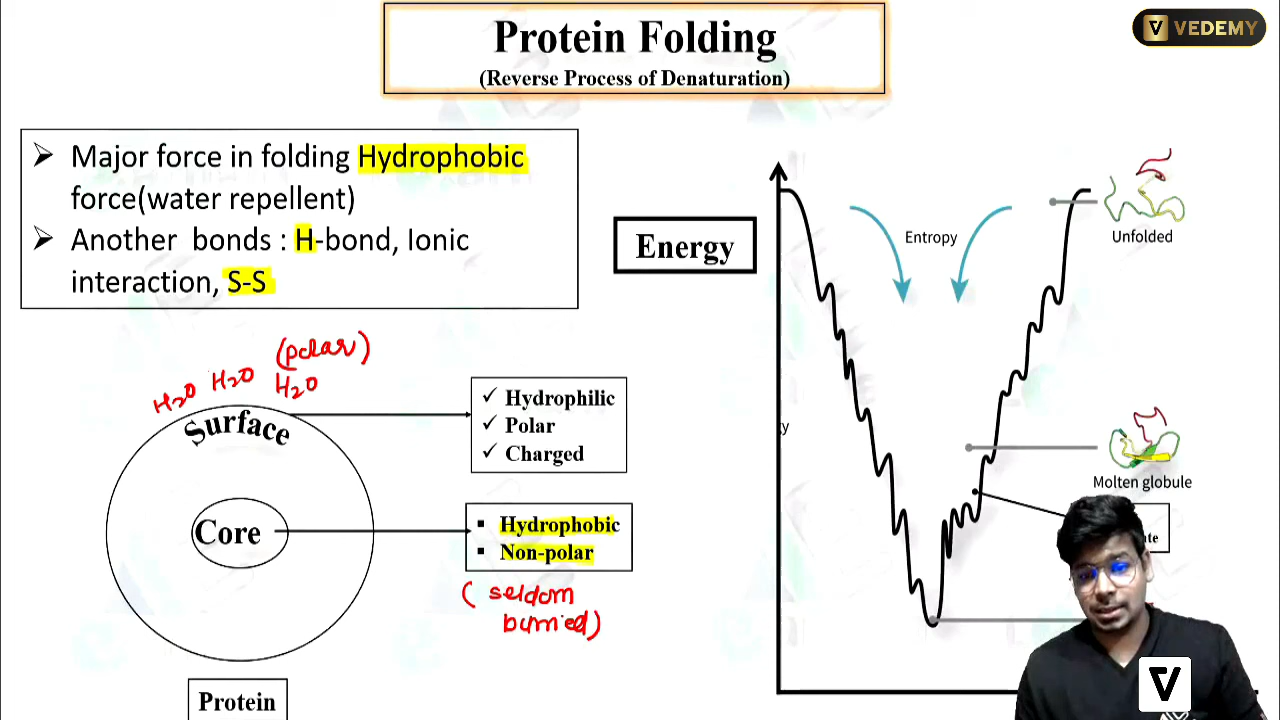 Protein Folding
(Reverse Process of Denaturation)
VEDEMY
➢ Major force in folding Hydrophobic
force(water repellent)
➢ Another bonds : H-bond, Ionic
interaction, S-S
Energy
Entropy
Unfolded
(polar)
H2O H2O H2O
Surface
✓ Hydrophilic
✓ Polar
✓ Charged
Core
▪ Hydrophobic
▪ Non-polar
(seldom
burried)
Protein
Molten globule